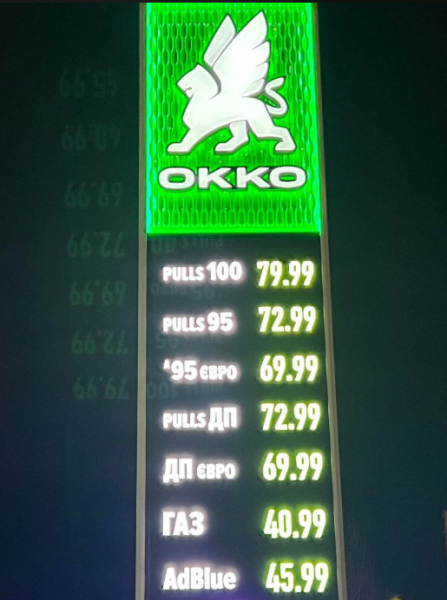 OKKO
PULLS 100 79.99
PULLS 95 72.99
А95 ЄВРО 69.99
PULLS ДП 72.99
ДП ЄВРО 69.99
ГАЗ 40.99
AdBlue 45.99